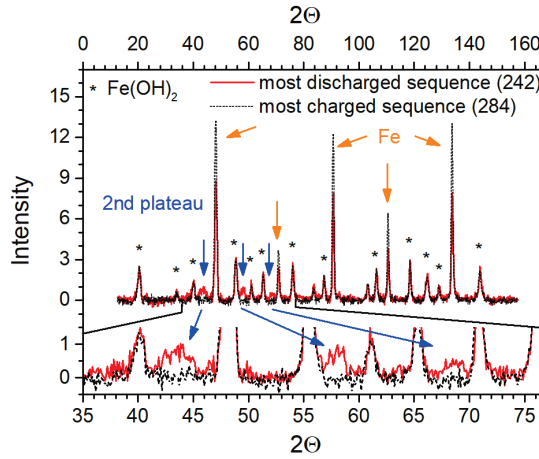 2Θ
0 20 40 60 80 100 120 140 160
* Fe(OH)2
most discharged sequence (242)
most charged sequence (284)
Fe
2nd plateau
Intensity
15
12
9
6
3
0
* * * * * * * * * * * *
1
0
35 40 45 50 55 60 65 70 75
2Θ